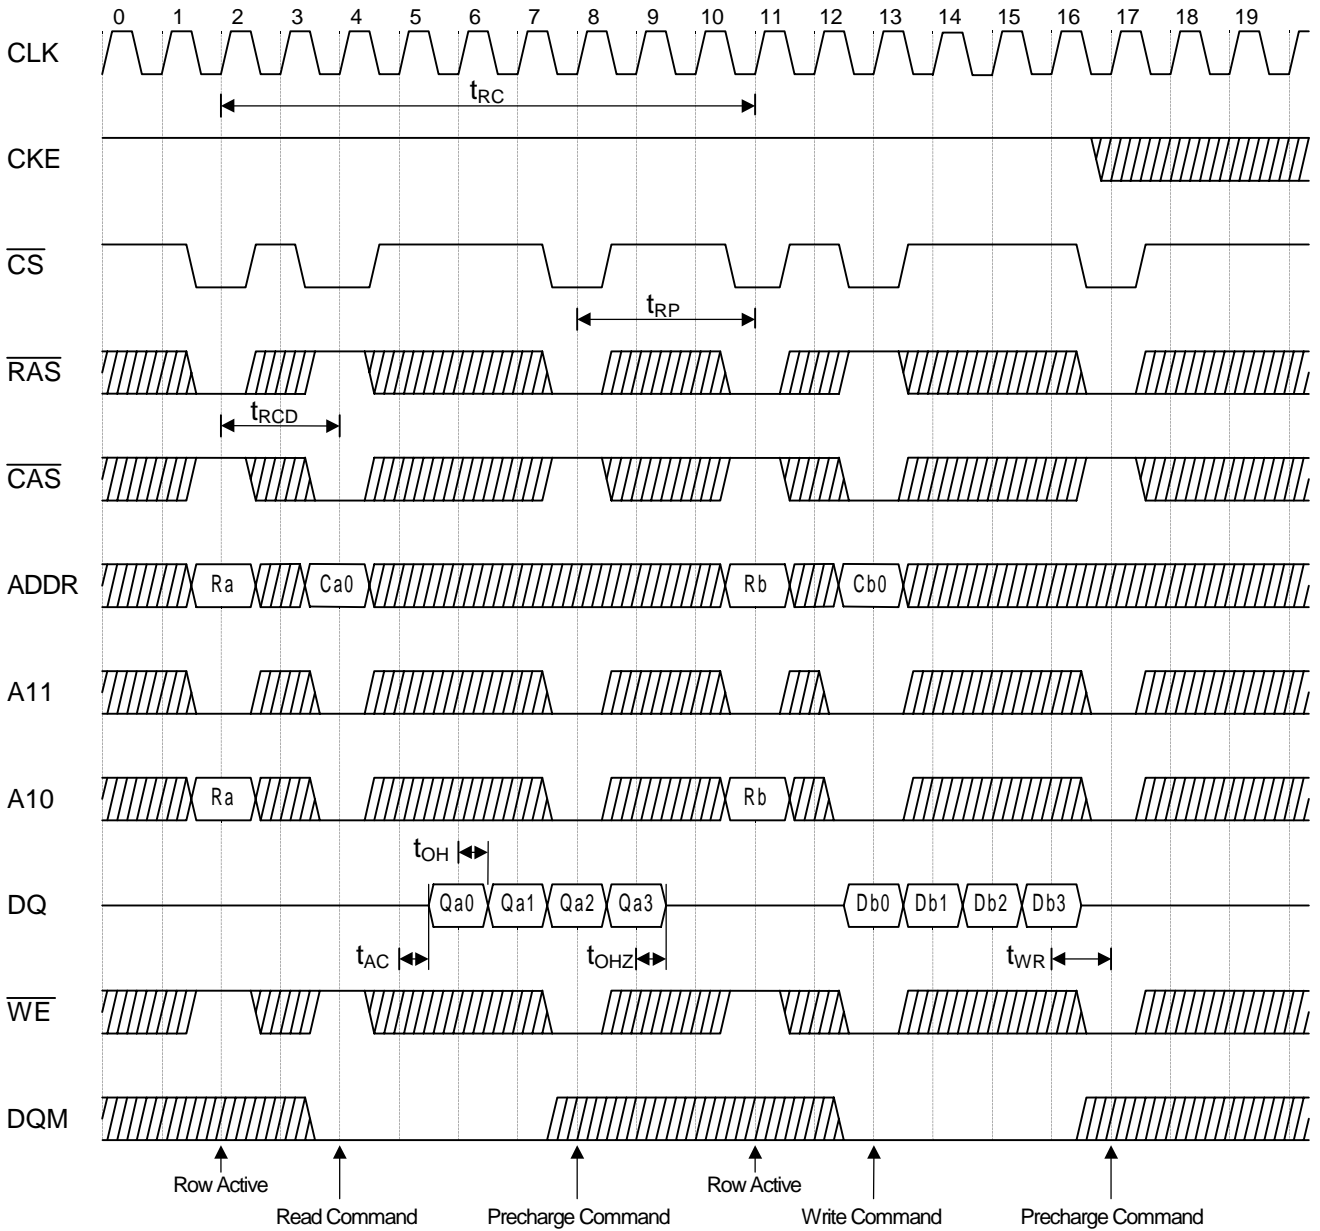 0 1 2 3 4 5 6 7 8 9 10 11 12 13 14 15 16 17 18 19
CLK
tRC
CKE
CS
tRP
RAS
tRCD
CAS
ADDR Ra Ca0 Rb Cb0
A11
A10 Ra Rb
tOH
DQ Qa0 Qa1 Qa2 Qa3 Db0 Db1 Db2 Db3
tAC tOHZ tWR
WE
DQM
Row Active Row Active
Read Command Precharge Command Write Command Precharge Command